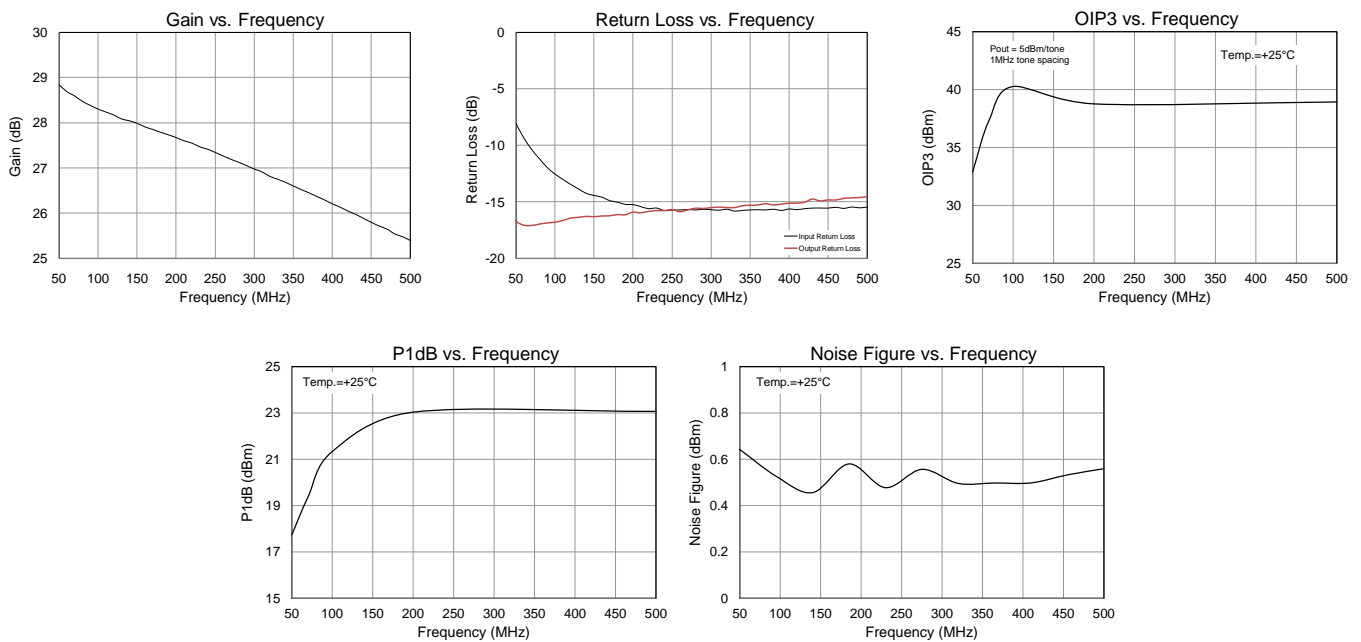 Gain vs. Frequency
30
29
28
27
26
25
Gain (dB)
50 100 150 200 250 300 350 400 450 500
Frequency (MHz)
Return Loss vs. Frequency
0
-5
-10
-15
-20
Return Loss (dB)
Input Return Loss
Output Return Loss
50 100 150 200 250 300 350 400 450 500
Frequency (MHz)
OIP3 vs. Frequency
45
40
35
30
25
OIP3 (dBm)
Pout = 5dBm/tone
1MHz tone spacing
Temp.=+25°C
50 100 150 200 250 300 350 400 450 500
Frequency (MHz)
P1dB vs. Frequency
25
23
21
19
17
15
P1dB (dBm)
Temp.=+25°C
50 100 150 200 250 300 350 400 450 500
Frequency (MHz)
Noise Figure vs. Frequency
1
0.8
0.6
0.4
0.2
0
Noise Figure (dBm)
Temp.=+25°C
50 100 150 200 250 300 350 400 450 500
Frequency (MHz)